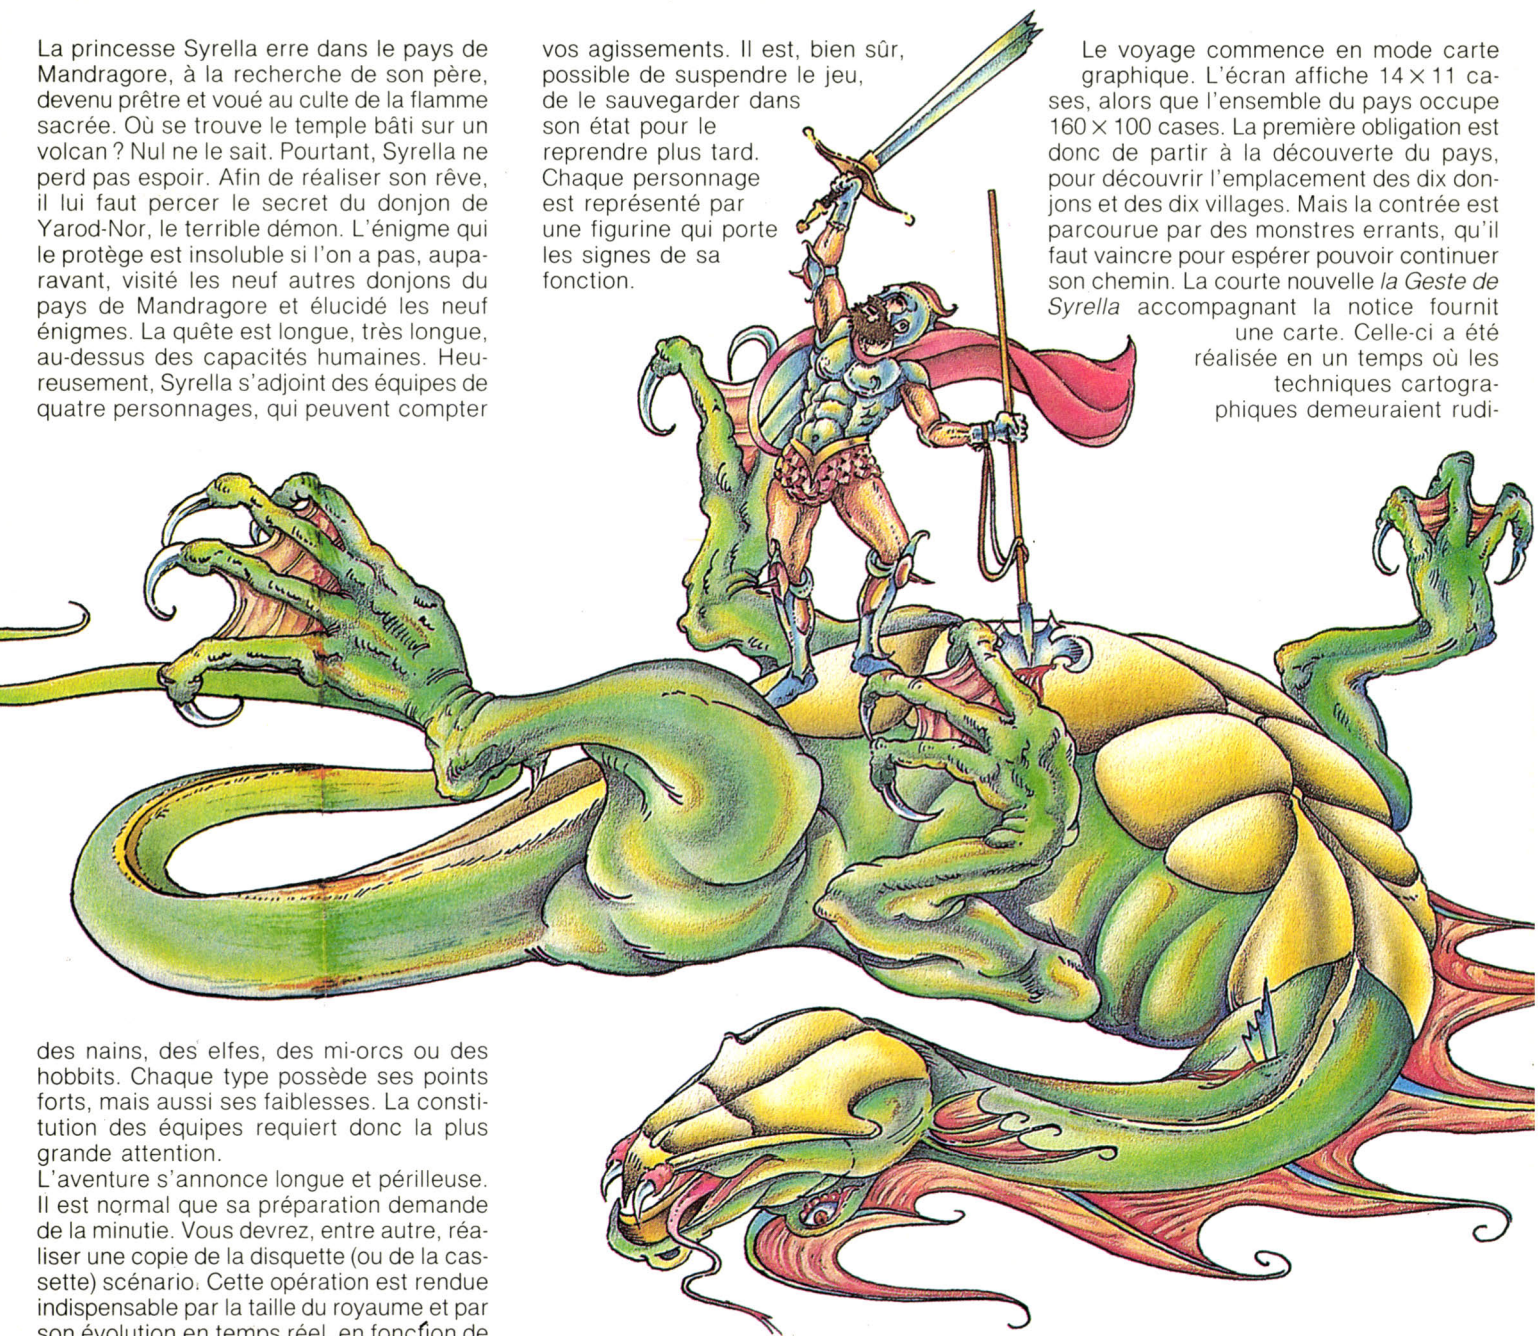 La princesse Syrella erre dans le pays de
Mandragore, à la recherche de son père,
devenu prêtre et voué au culte de la flamme
sacrée. Où se trouve le temple bâti sur un
volcan ? Nul ne le sait. Pourtant, Syrella ne
perd pas espoir. Afin de réaliser son rêve,
il lui faut percer le secret du donjon de
Yarod-Nor, le terrible démon. L'énigme qui
le protège est insoluble si l'on a pas, aupa-
ravant, visité les neuf autres donjons du
pays de Mandragore et élucidé les neuf
énigmes. La quête est longue, très longue,
au-dessus des capacités humaines. Heu-
reusement, Syrella s'adjoint des équipes de
quatre personnages, qui peuvent compter
des nains, des elfes, des mi-orcs ou des
hobbits. Chaque type possède ses points
forts, mais aussi ses faiblesses. La consti-
tution des équipes requiert donc la plus
grande attention.
L'aventure s'annonce longue et périlleuse.
Il est normal que sa préparation demande
de la minutie. Vous devrez, entre autre, réa-
liser une copie de la disquette (ou de la cas-
sette) scénario. Cette opération est rendue
indispensable par la taille du royaume et par
son évolution en temps réel, en fonction de
vos agissements. Il est, bien sûr,
possible de suspendre le jeu,
de le sauvegarder dans
son état pour le
reprendre plus tard.
Chaque personnage
est représenté par
une figurine qui porte
les signes de sa
fonction.
Le voyage commence en mode carte
graphique. L'écran affiche 14 × 11 ca-
ses, alors que l'ensemble du pays occupe
160 × 100 cases. La première obligation est
donc de partir à la découverte du pays,
pour découvrir l'emplacement des dix don-
jons et des dix villages. Mais la contrée est
parcourue par des monstres errants, qu'il
faut vaincre pour espérer pouvoir continuer
son chemin. La courte nouvelle la Geste de
Syrella accompagnant la notice fournit
une carte. Celle-ci a été
réalisée en un temps où les
techniques cartogra-
phiques demeuraient rudi-